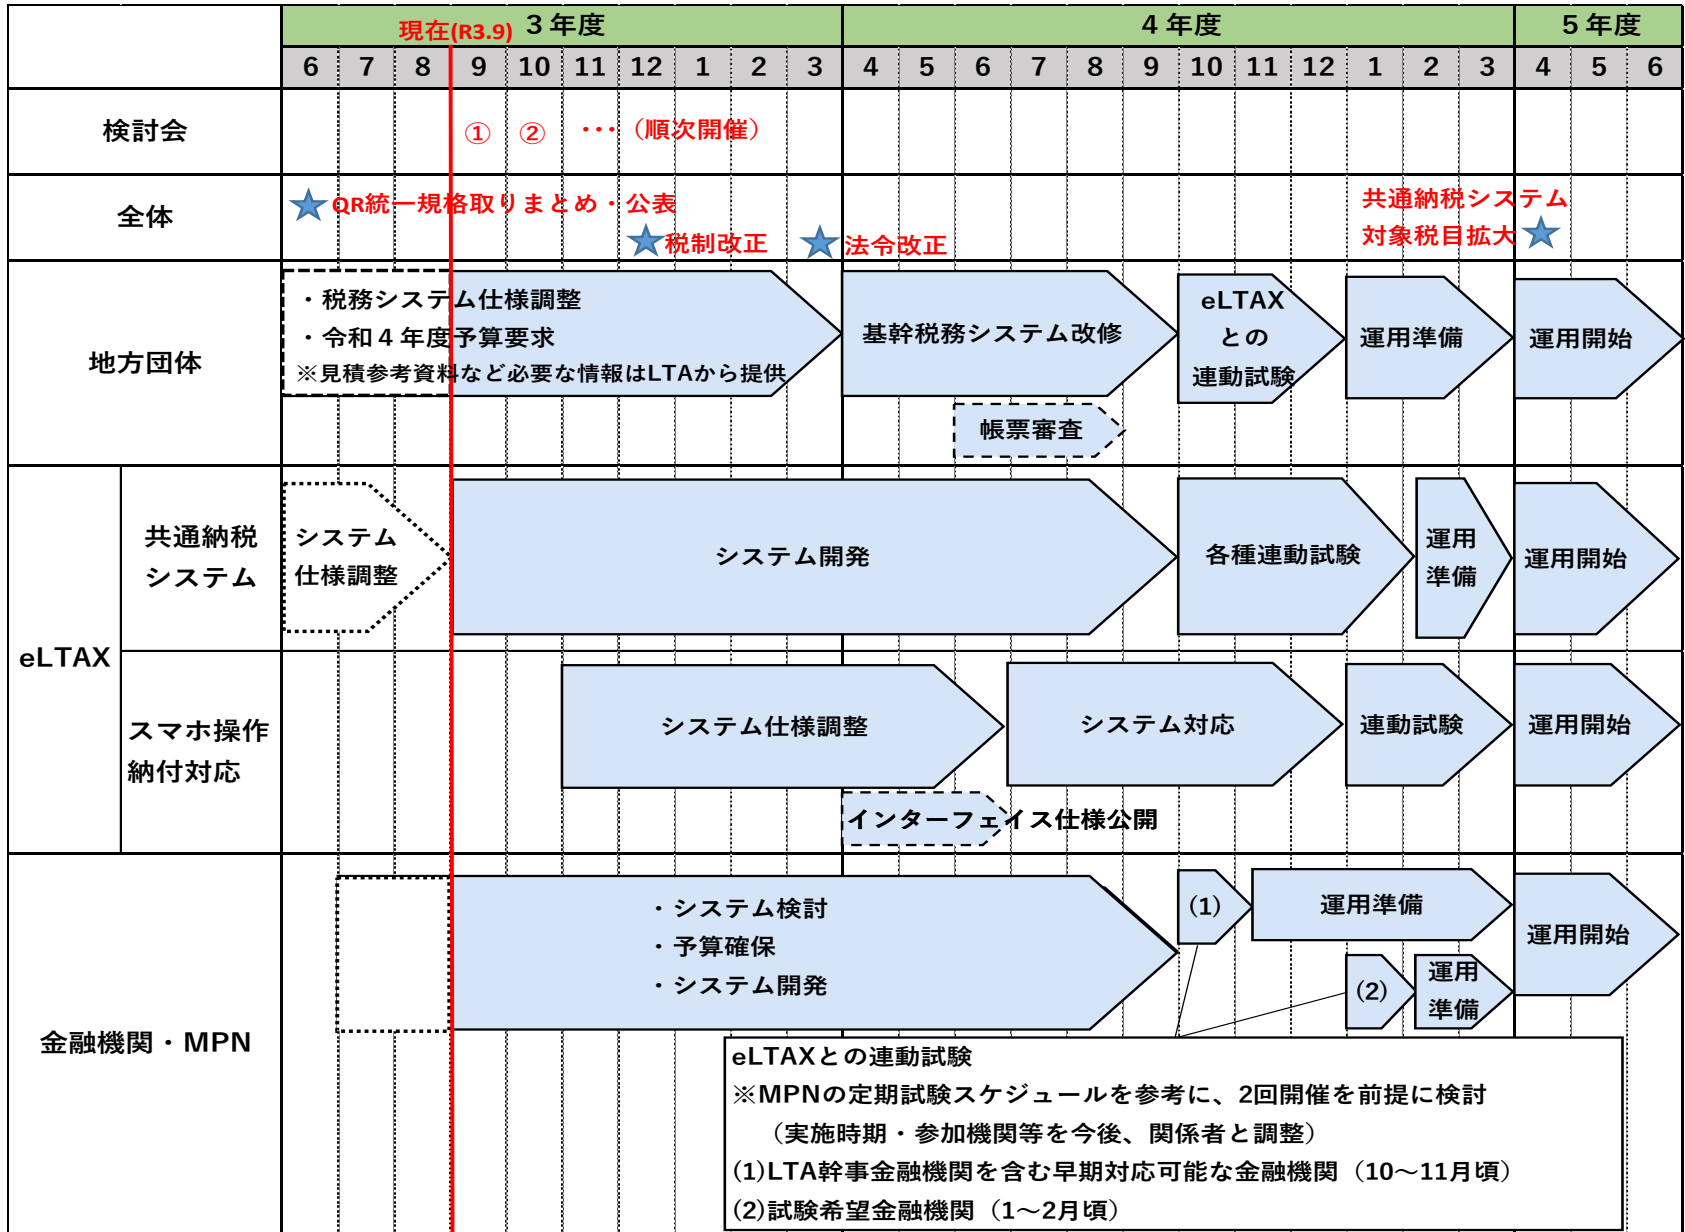 現在(R3.9) 3年度 4年度 5年度
6 7 8 9 10 11 12 1 2 3 4 5 6 7 8 9 10 11 12 1 2 3 4 5 6
検討会
① ② ・・・（順次開催）
全体
QR統一規格取りまとめ・公表
税制改正
法令改正
共通納税システム
対象税目拡大
地方団体
・税務システム仕様調整
・令和４年度予算要求
※見積参考資料など必要な情報はLTAから提供
基幹税務システム改修
帳票審査
eLTAX
との
連動試験
運用準備
運用開始
eLTAX
共通納税
システム
システム
仕様調整
システム開発
各種連動試験
運用
準備
運用開始
スマホ操作
納付対応
システム仕様調整
インターフェイス仕様公開
システム対応
連動試験
運用開始
金融機関・MPN
・システム検討
・予算確保
・システム開発
(1)
運用準備
(2)
運用
準備
運用開始
eLTAXとの連動試験
※MPNの定期試験スケジュールを参考に、2回開催を前提に検討
（実施時期・参加機関等を今後、関係者と調整）
(1)LTA幹事金融機関を含む早期対応可能な金融機関（10～11月頃）
(2)試験希望金融機関（1～2月頃）